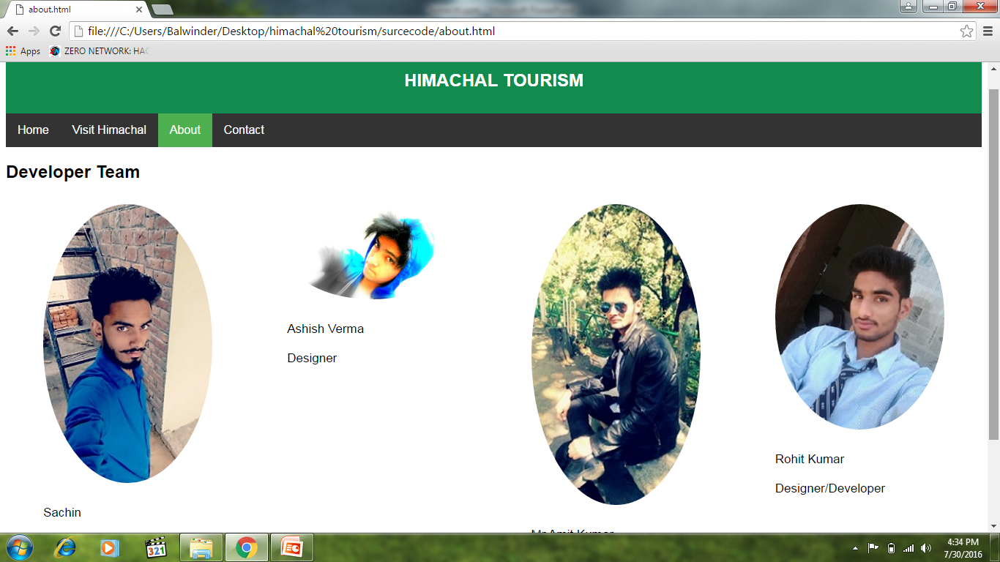 about.html
file:///C:/Users/Balwinder/Desktop/himachal%20tourism/surcecode/about.html
Apps
ZERO NETWORK: HAC
HIMACHAL TOURISM
Home
Visit Himachal
About
Contact
Developer Team
Ashish Verma
Designer
Rohit Kumar
Designer/Developer
Sachin
Mr.Amit Kumar
321
4:34 PM
7/30/2016